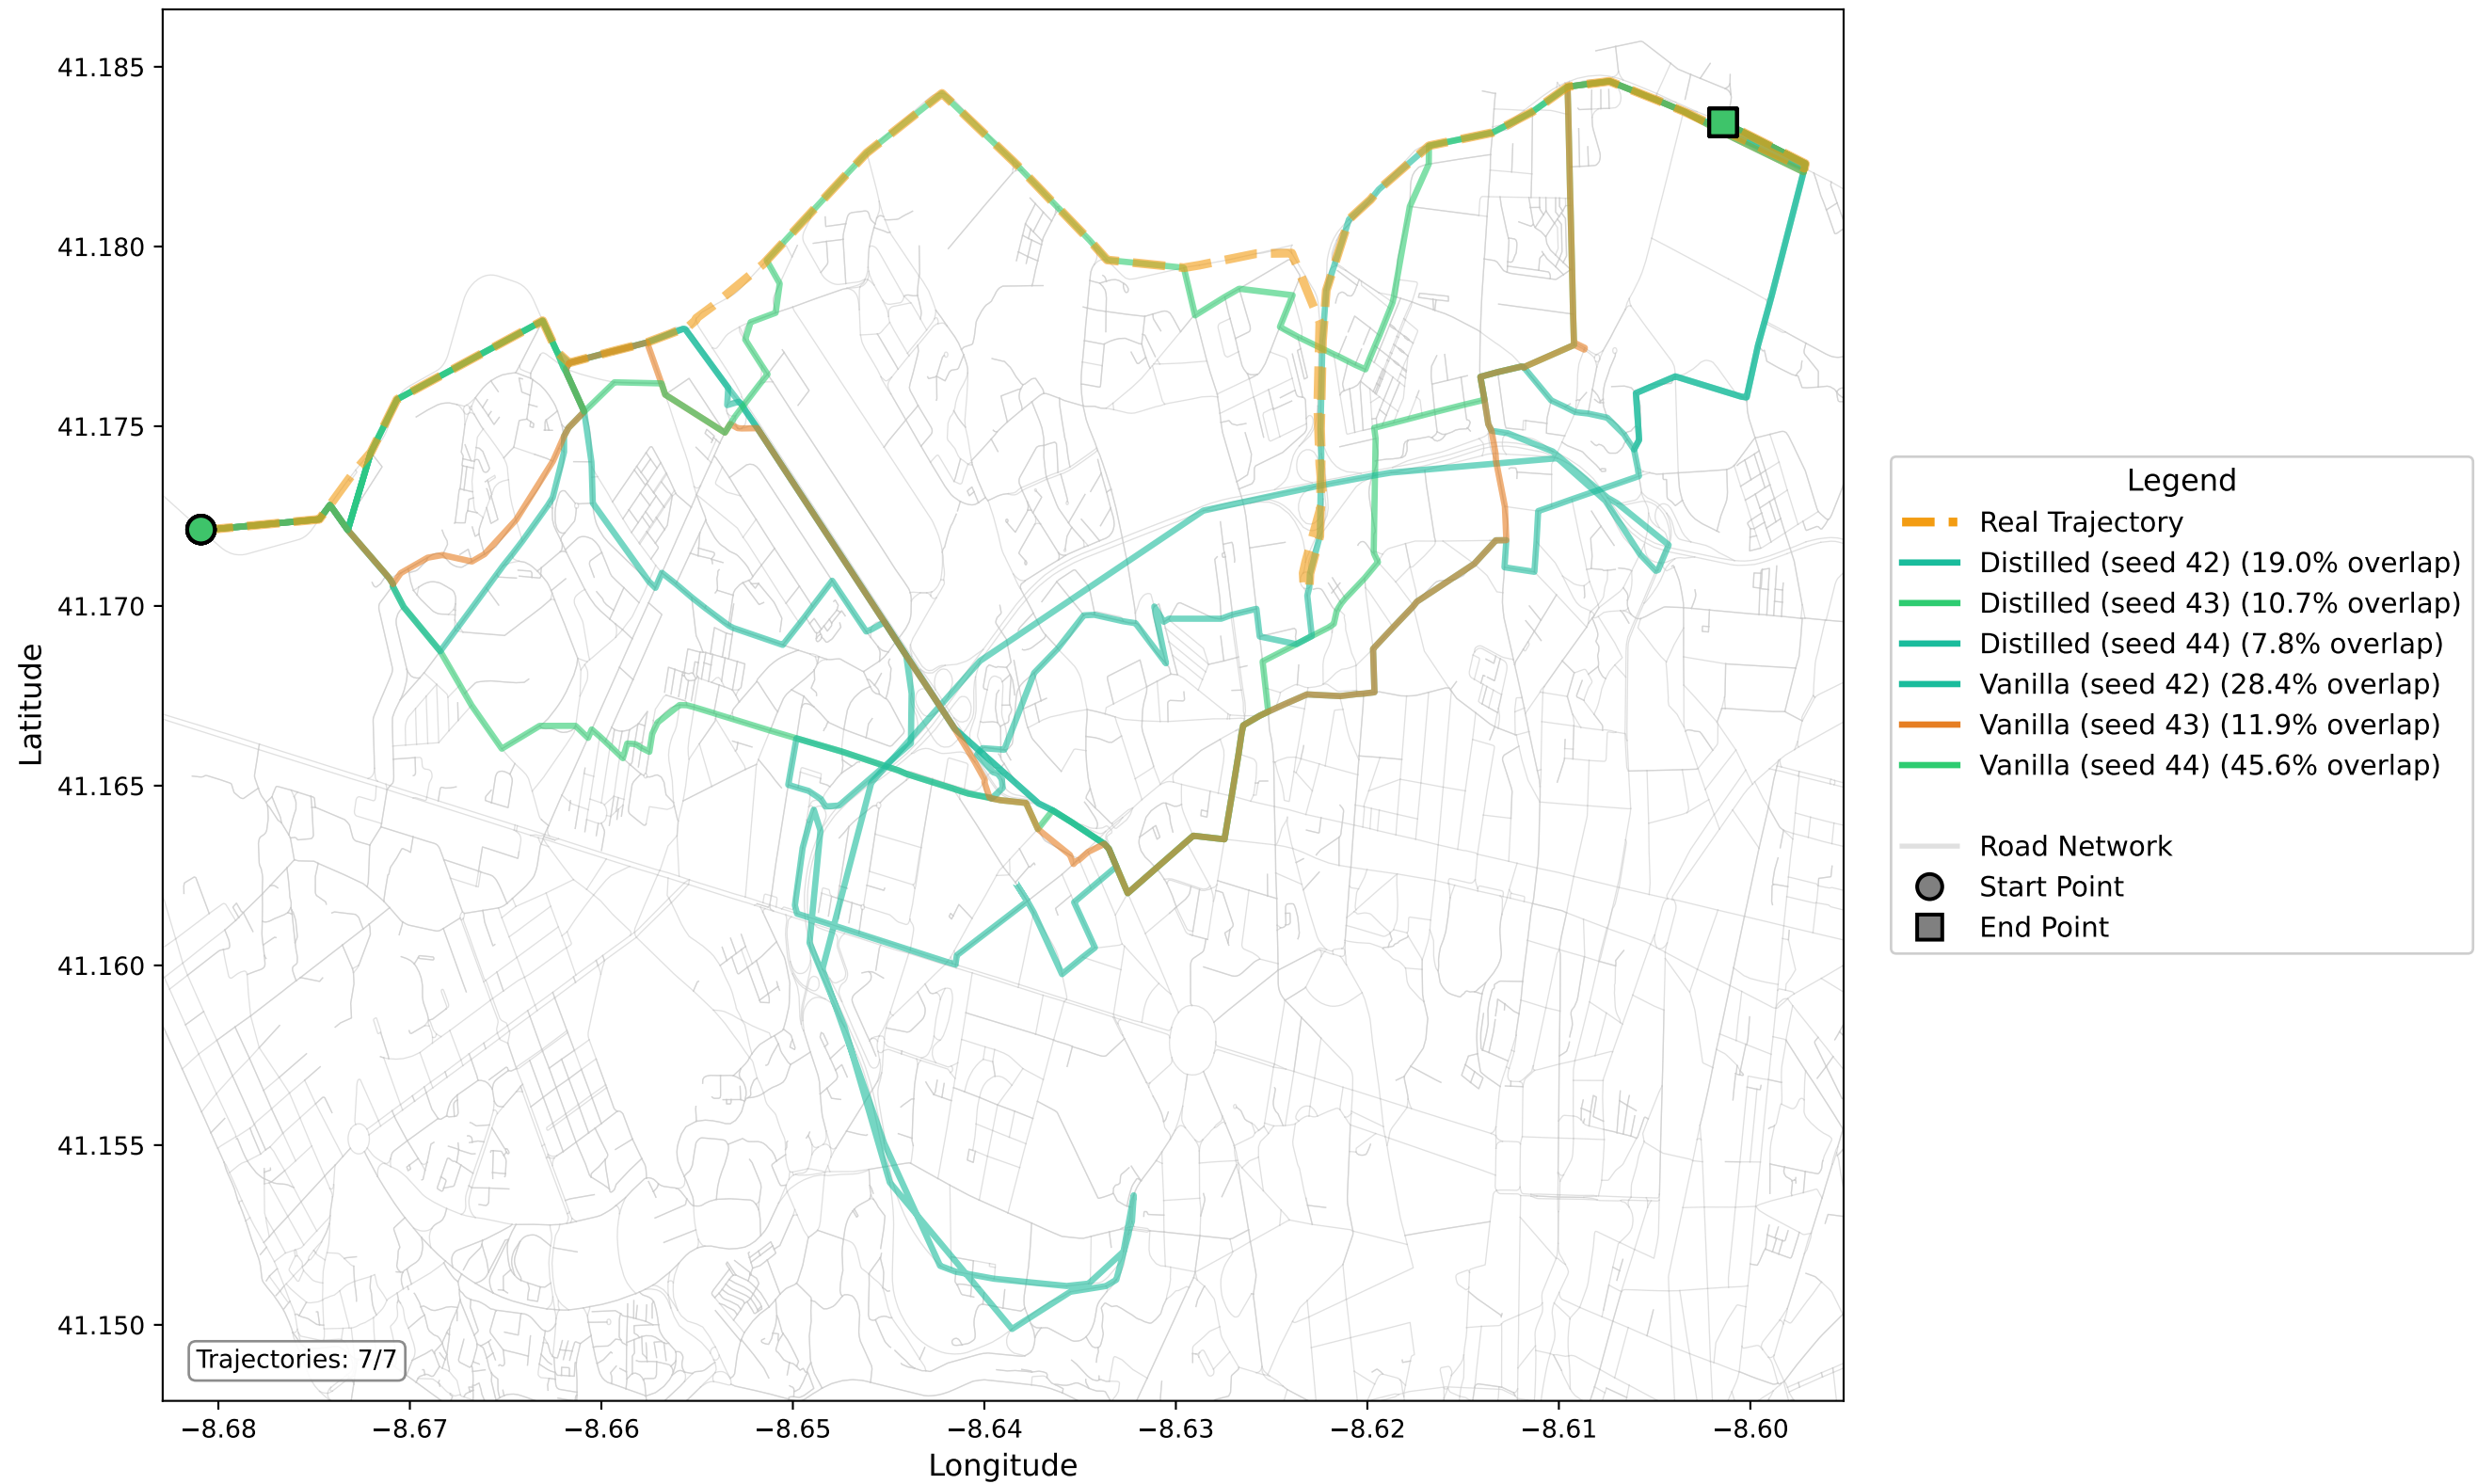 41.185
41.180
41.175
41.170
41.165
41.160
41.155
41.150
Latitude
−8.68
−8.67
−8.66
−8.65
−8.64
−8.63
−8.62
−8.61
−8.60
Longitude
Trajectories: 7/7
Legend
Real Trajectory
Distilled (seed 42) (19.0% overlap)
Distilled (seed 43) (10.7% overlap)
Distilled (seed 44) (7.8% overlap)
Vanilla (seed 42) (28.4% overlap)
Vanilla (seed 43) (11.9% overlap)
Vanilla (seed 44) (45.6% overlap)
Road Network
Start Point
End Point